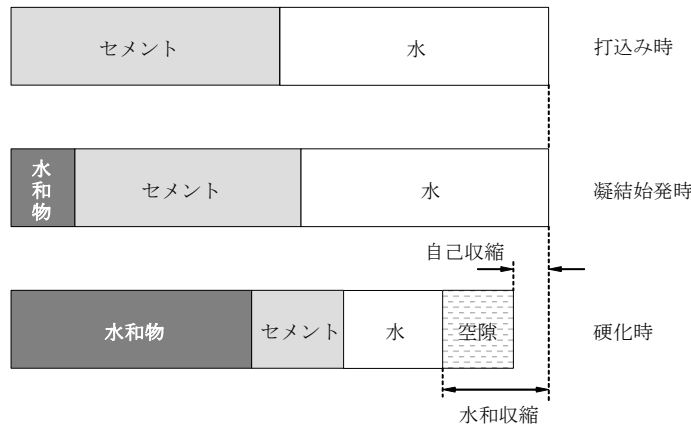 セメント
水
打込み時
水和物
セメント
水
凝結始発時
自己収縮
水和物
セメント
水
空隙
硬化時
水和収縮